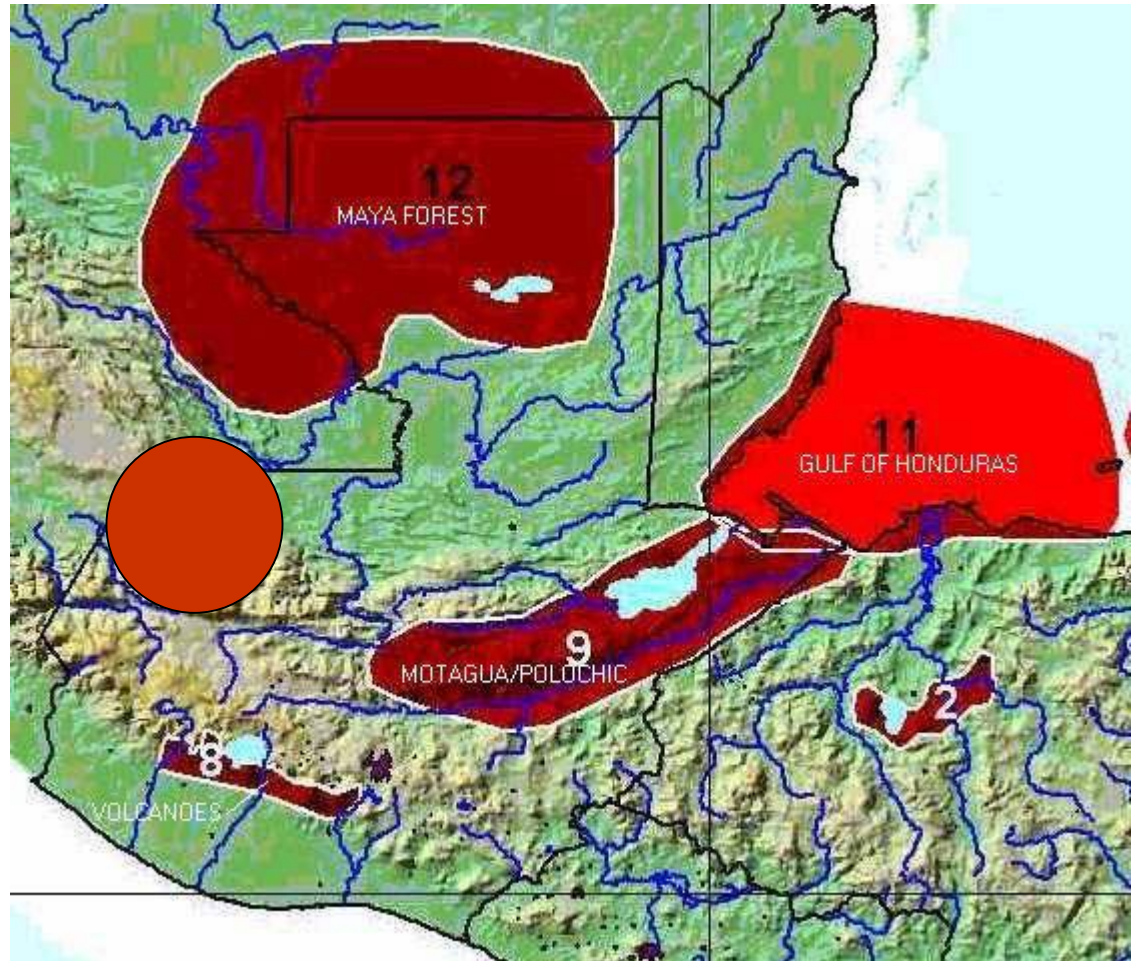 12
MAYA FOREST
11
GULF OF HONDURAS
9
MOTAGUA/POLOCHIC
2
8
VOLCANOES